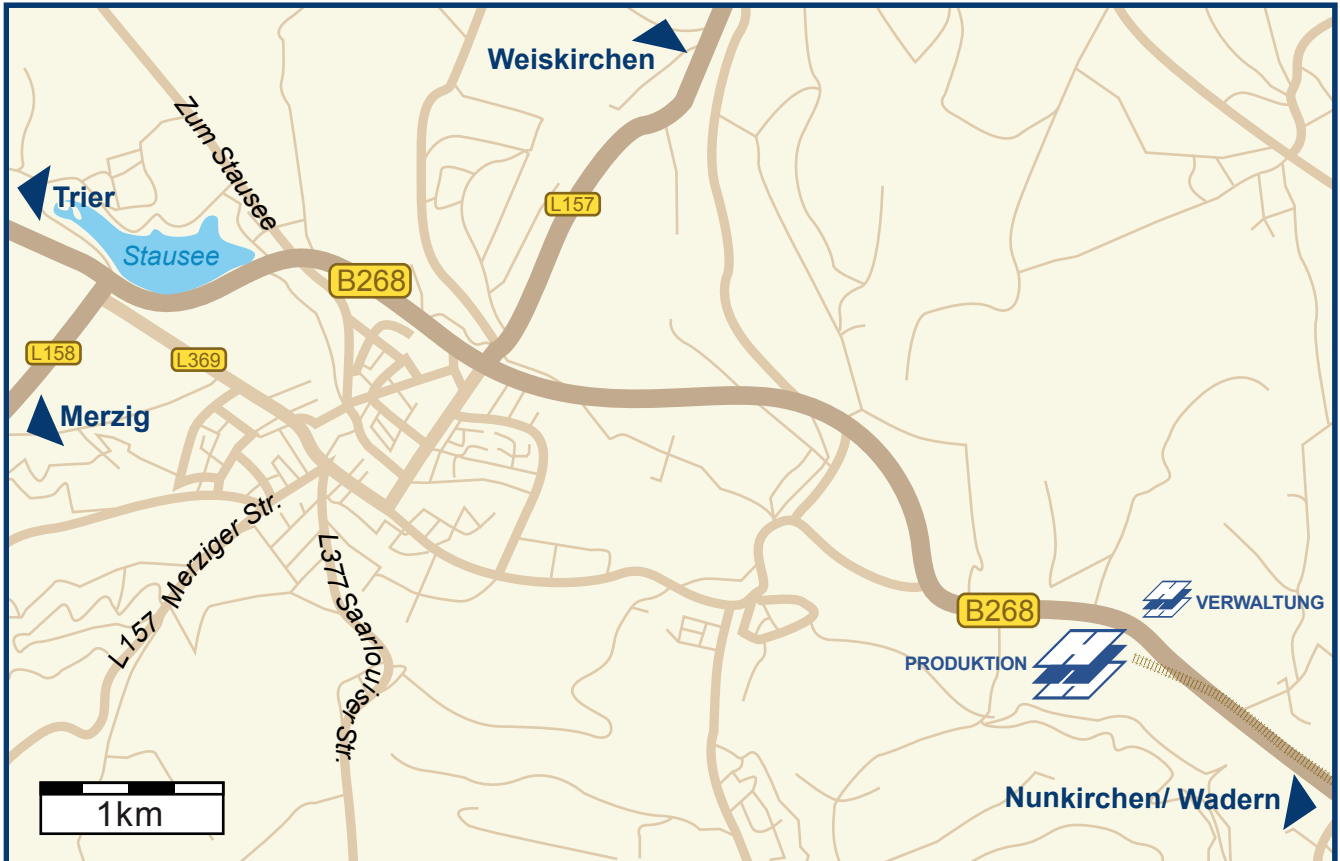 Weiskirchen
Zum Stausee
Trier
L157
Stausee
B268
L158
L369
Merzig
L157 Merziger Str.
L377 Saarlouiser Str.
B268
VERWALTUNG
PRODUKTION
1km
Nunkirchen/ Wadern